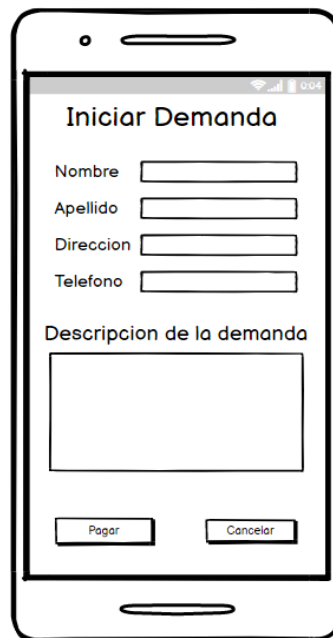 0:04
Iniciar Demanda
Nombre
Apellido
Direccion
Telefono
Descripcion de la demanda
Pagar Cancelar